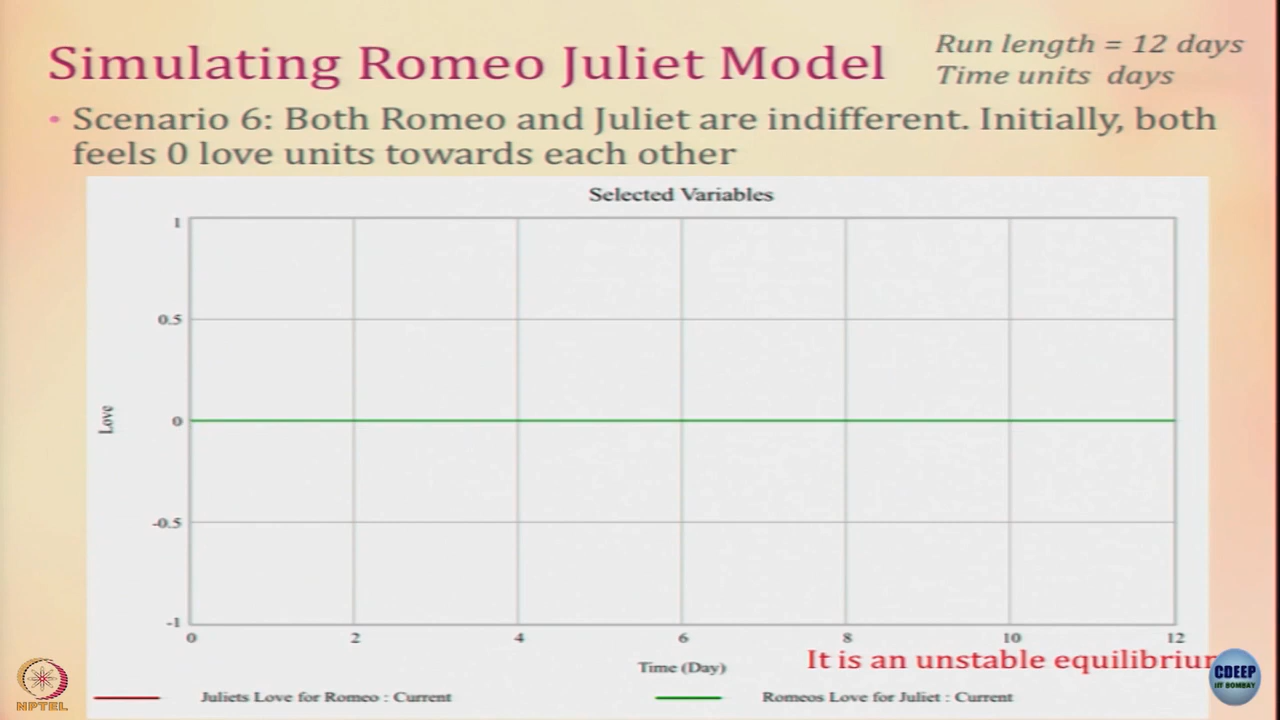 Simulating Romeo Juliet Model
Run length = 12 days
Time units days
• Scenario 6: Both Romeo and Juliet are indifferent. Initially, both
feels 0 love units towards each other
Selected Variables
1
0.5
0
-0.5
-1
Love
0 2 4 6 8 10 12
Time (Day)
It is an unstable equilibriur
Juliets Love for Romeo : Current
Romeos Love for Juliet : Current
NPTEL
CDEEP
IIT BOMBAY